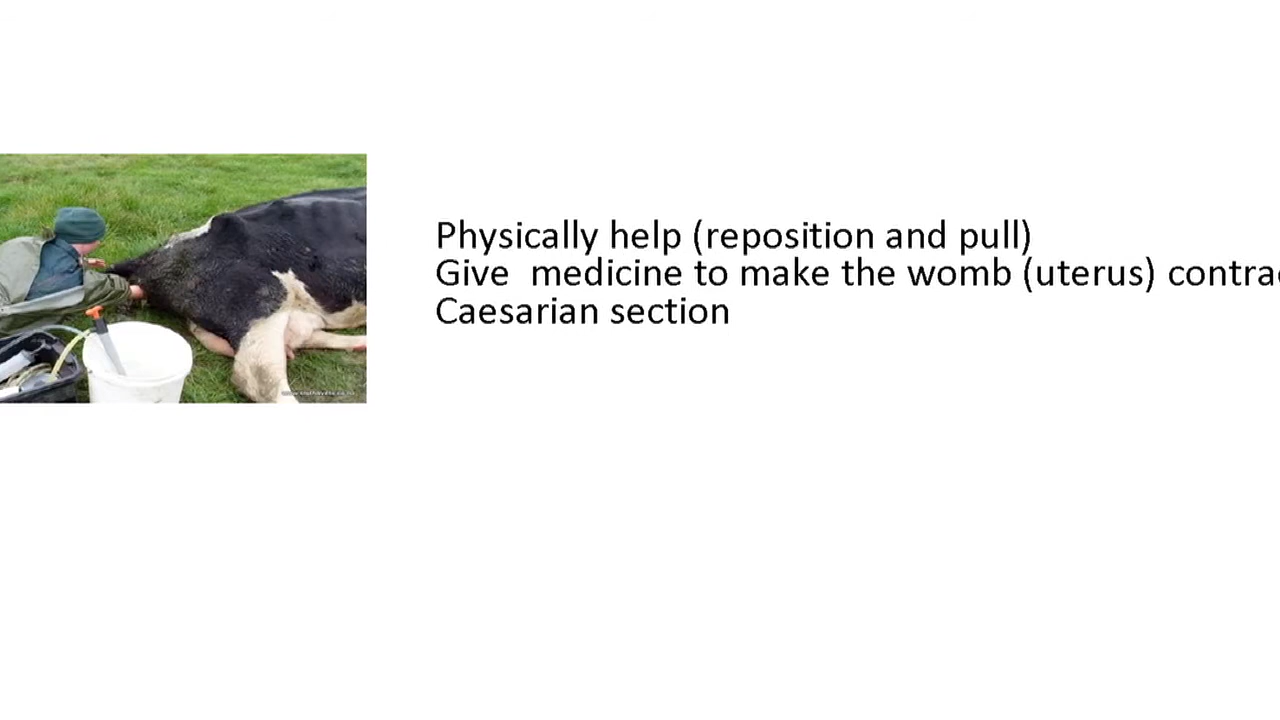 Physically help (reposition and pull)
Give  medicine to make the womb (uterus) contrac
Caesarian section